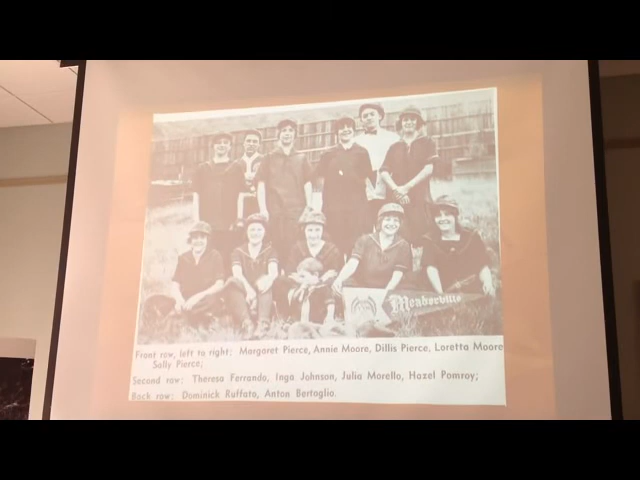 Meaderville
Front row, left to right: Margaret Pierce, Annie Moore, Dillis Pierce, Loretta Moore
Sally Pierce;
Second row: Theresa Ferrando, Inga Johnson, Julia Morello, Hazel Pomroy;
Back row: Dominick Ruffato, Anton Bertoglio.